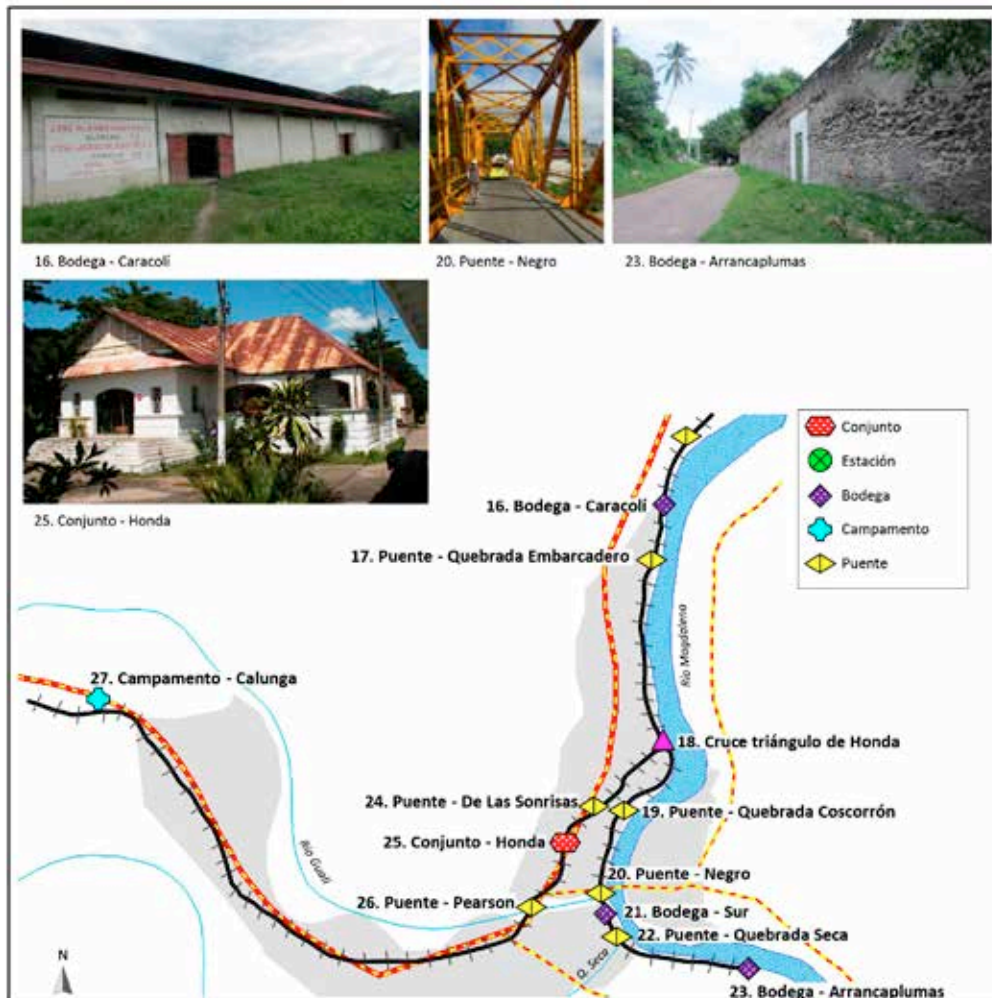 16. Bodega - Caracolí
20. Puente - Negro
23. Bodega - Arrancaplumas
25. Conjunto - Honda
Conjunto
Estación
Bodega
Campamento
Puente
16. Bodega - Caracolí
17. Puente - Quebrada Embarcadero
Río Magdalena
27. Campamento - Calunga
18. Cruce triángulo de Honda
24. Puente - De Las Sonrisas
19. Puente - Quebrada Coscorrón
25. Conjunto - Honda
Río Gualí
20. Puente - Negro
26. Puente - Pearson
21. Bodega - Sur
22. Puente - Quebrada Seca
Q. Seca
N
23. Bodega - Arrancaplumas